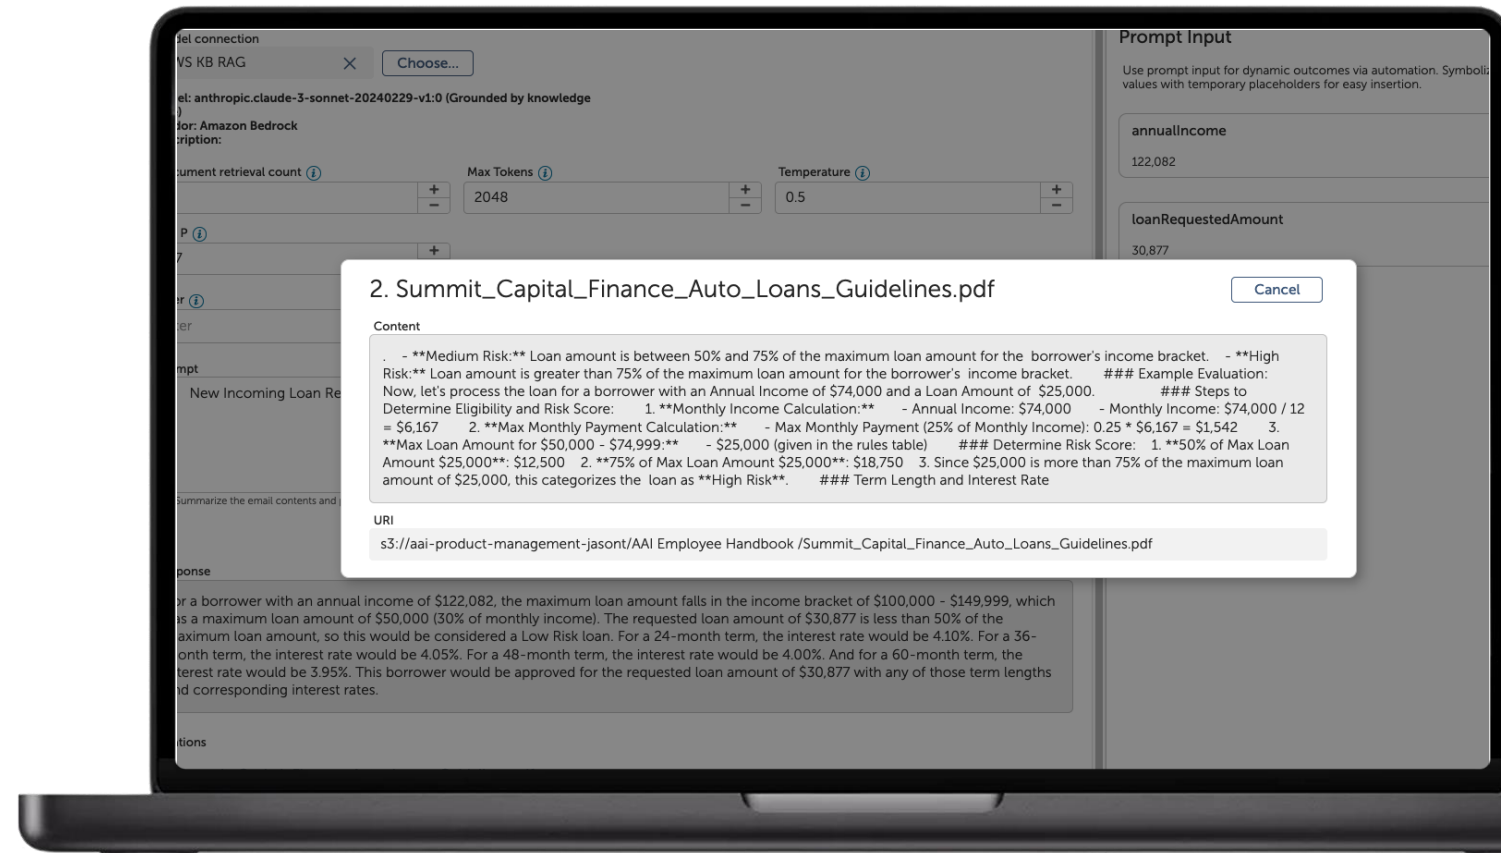 del connection
WS KB RAG
Choose...
el: anthropic.claude-3-sonnet-20240229-v1:0 (Grounded by knowledge
)
dor: Amazon Bedrock
cription:
cument retrieval count
Max Tokens
Temperature
2048
0.5
P
7
er
ter
mpt
New Incoming Loan Re
Summarize the email contents and
Prompt Input
Use prompt input for dynamic outcomes via automation. Symboliz
values with temporary placeholders for easy insertion.
annualIncome
122,082
loanRequestedAmount
30,877
2. Summit_Capital_Finance_Auto_Loans_Guidelines.pdf
Cancel
Content
. - **Medium Risk:** Loan amount is between 50% and 75% of the maximum loan amount for the borrower's income bracket. - **High
Risk:** Loan amount is greater than 75% of the maximum loan amount for the borrower's income bracket. ### Example Evaluation:
Now, let's process the loan for a borrower with an Annual Income of $74,000 and a Loan Amount of $25,000. ### Steps to
Determine Eligibility and Risk Score: 1. **Monthly Income Calculation:** - Annual Income: $74,000 - Monthly Income: $74,000 / 12
= $6,167 2. **Max Monthly Payment Calculation:** - Max Monthly Payment (25% of Monthly Income): 0.25 * $6,167 = $1,542 3.
**Max Loan Amount for $50,000 - $74,999:** - $25,000 (given in the rules table) ### Determine Risk Score: 1. **50% of Max Loan
Amount $25,000**: $12,500 2. **75% of Max Loan Amount $25,000**: $18,750 3. Since $25,000 is more than 75% of the maximum loan
amount of $25,000, this categorizes the loan as **High Risk**. ### Term Length and Interest Rate
URI
s3://aai-product-management-jasont/AAI Employee Handbook /Summit_Capital_Finance_Auto_Loans_Guidelines.pdf
ponse
or a borrower with an annual income of $122,082, the maximum loan amount falls in the income bracket of $100,000 - $149,999, which
as a maximum loan amount of $50,000 (30% of monthly income). The requested loan amount of $30,877 is less than 50% of the
aximum loan amount, so this would be considered a Low Risk loan. For a 24-month term, the interest rate would be 4.10%. For a 36-
onth term, the interest rate would be 4.05%. For a 48-month term, the interest rate would be 4.00%. And for a 60-month term, the
terest rate would be 3.95%. This borrower would be approved for the requested loan amount of $30,877 with any of those term lengths
nd corresponding interest rates.
tions